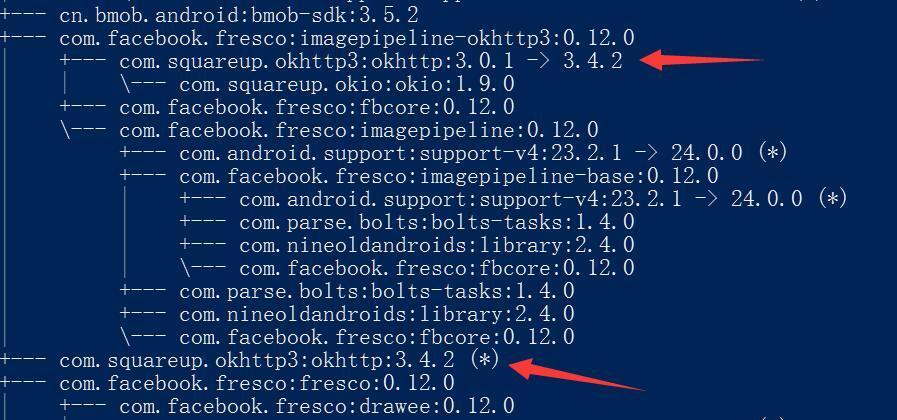 +--- cn.bmob.android:bmob-sdk:3.5.2
+--- com.facebook.fresco:imagepipeline-okhttp3:0.12.0
|    +--- com.squareup.okhttp3:okhttp:3.0.1 -> 3.4.2
|    |    \--- com.squareup.okio:okio:1.9.0
|    +--- com.facebook.fresco:fbcore:0.12.0
|    \--- com.facebook.fresco:imagepipeline:0.12.0
|         +--- com.android.support:support-v4:23.2.1 -> 24.0.0 (*)
|         +--- com.facebook.fresco:imagepipeline-base:0.12.0
|         |    +--- com.android.support:support-v4:23.2.1 -> 24.0.0 (*)
|         |    +--- com.parse.bolts:bolts-tasks:1.4.0
|         |    +--- com.nineoldandroids:library:2.4.0
|         |    \--- com.facebook.fresco:fbcore:0.12.0
|         +--- com.parse.bolts:bolts-tasks:1.4.0
|         +--- com.nineoldandroids:library:2.4.0
|         \--- com.facebook.fresco:fbcore:0.12.0
+--- com.squareup.okhttp3:okhttp:3.4.2 (*)
+--- com.facebook.fresco:fresco:0.12.0
|    +--- com.facebook.fresco:drawee:0.12.0